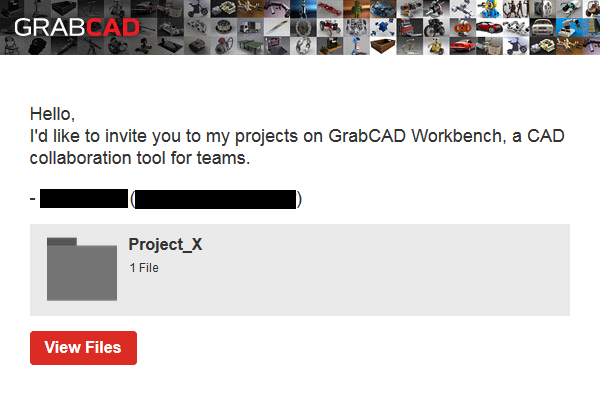 GRABCAD
Hello,
I'd like to invite you to my projects on GrabCAD Workbench, a CAD
collaboration tool for teams.
- ( )
Project_X
1 File
View Files